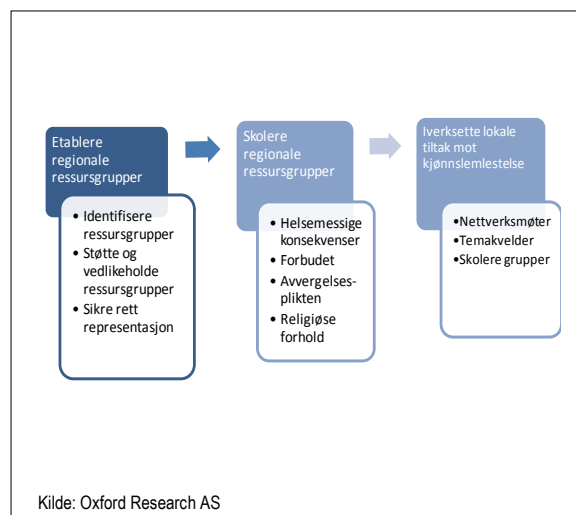 Etablere
regionale
ressursgrupper
• Identifisere
ressursgrupper
• Støtte og
vedlikeholde
ressursgrupper
• Sikre rett
representasjon
Skolere
regionale
ressursgrupper
• Helsemessige
konsekvenser
• Forbudet
• Avvergelses-
plikten
• Religiøse
forhold
Iverksette lokale
tiltak mot
kjønnslemlestelse
• Nettverksmøter
• Temakvelder
• Skolere grupper
Kilde: Oxford Research AS